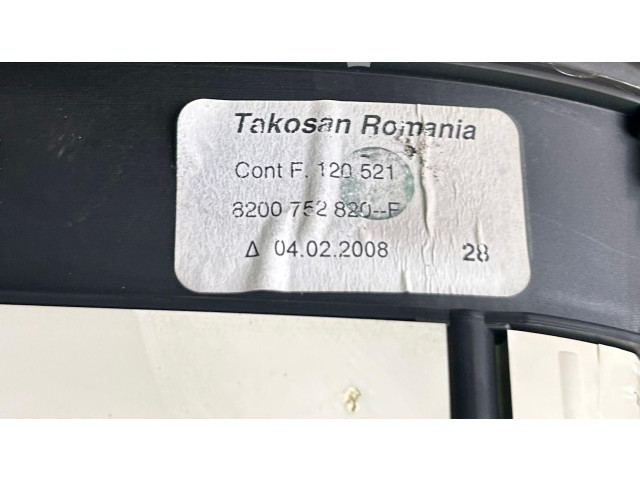 Takosan Romania
Cont F. 120 521
8200 752 820--F
Δ 04.02.2008 28